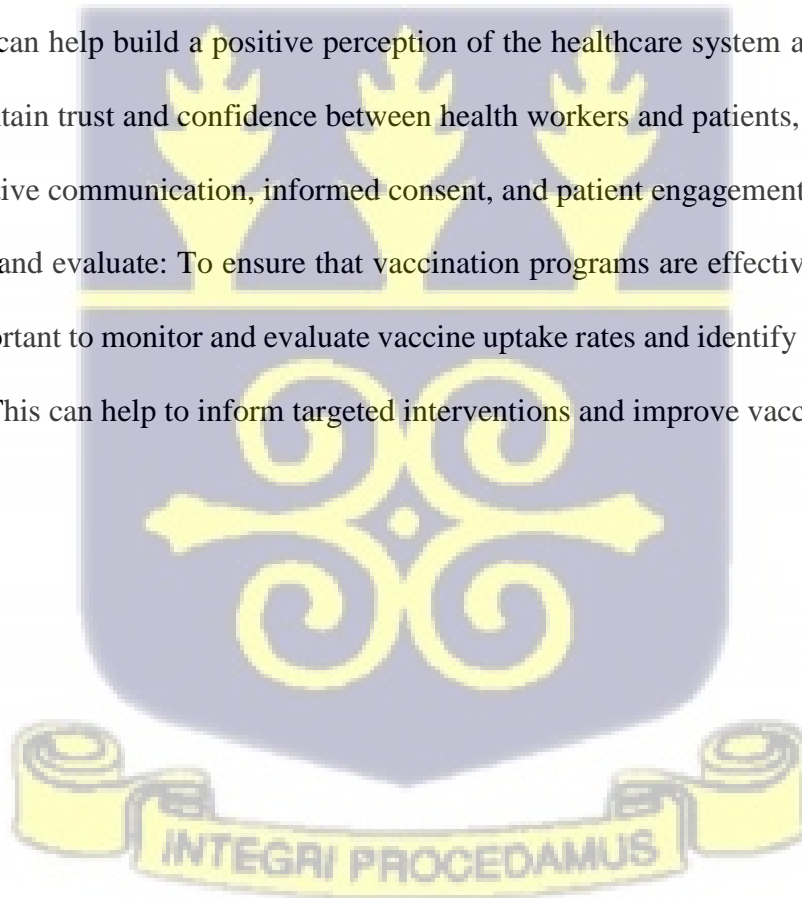 can help build a positive perception of the healthcare system a
tain trust and confidence between health workers and patients,
ive communication, informed consent, and patient engagement
and evaluate: To ensure that vaccination programs are effectiv
ortant to monitor and evaluate vaccine uptake rates and identify
This can help to inform targeted interventions and improve vacc
INTEGRI PROCEDAMUS